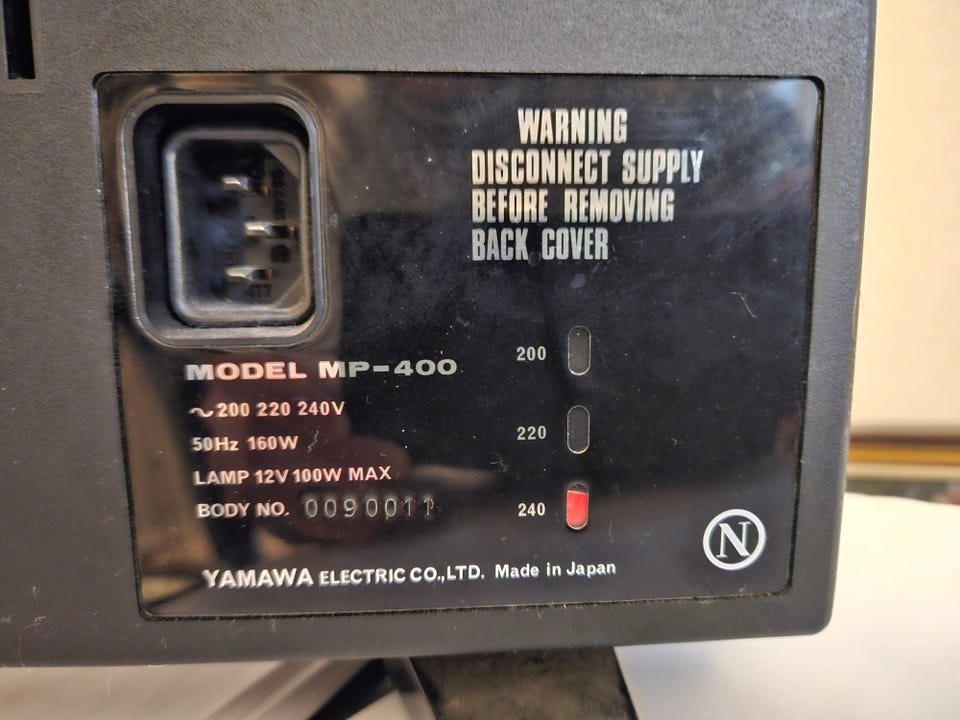 WARNING
DISCONNECT SUPPLY
BEFORE REMOVING
BACK COVER
MODEL MP-400
~200 220 240V
50Hz 160W
LAMP 12V 100W MAX
BODY NO. 0090011
200
220
240
N
YAMAWA ELECTRIC CO.,LTD. Made in Japan